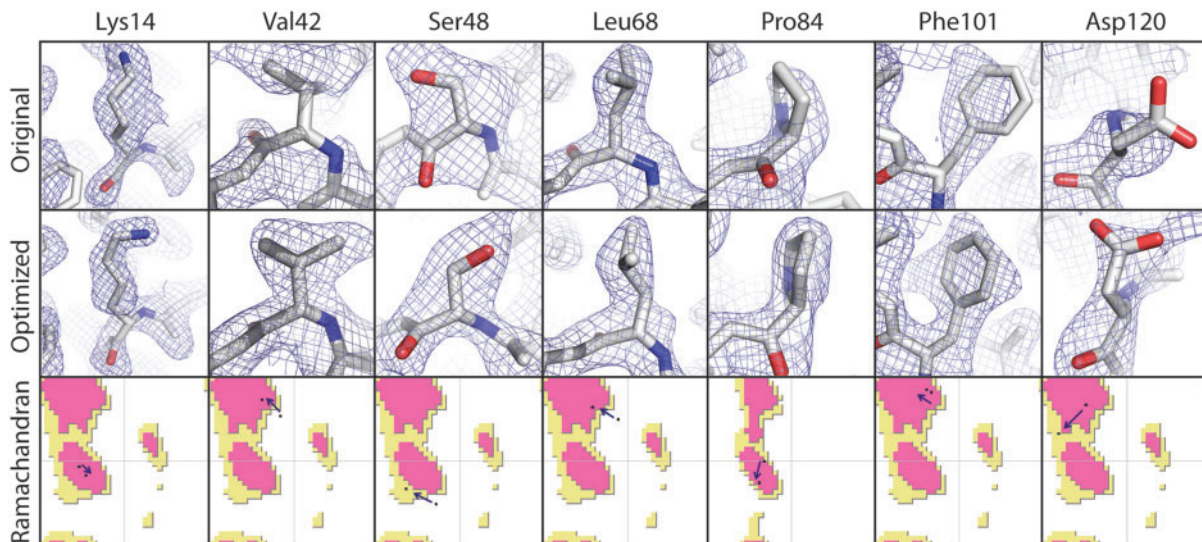 Lys14 Val42 Ser48 Leu68 Pro84 Phe101 Asp120
Original
Optimized
Ramachandran